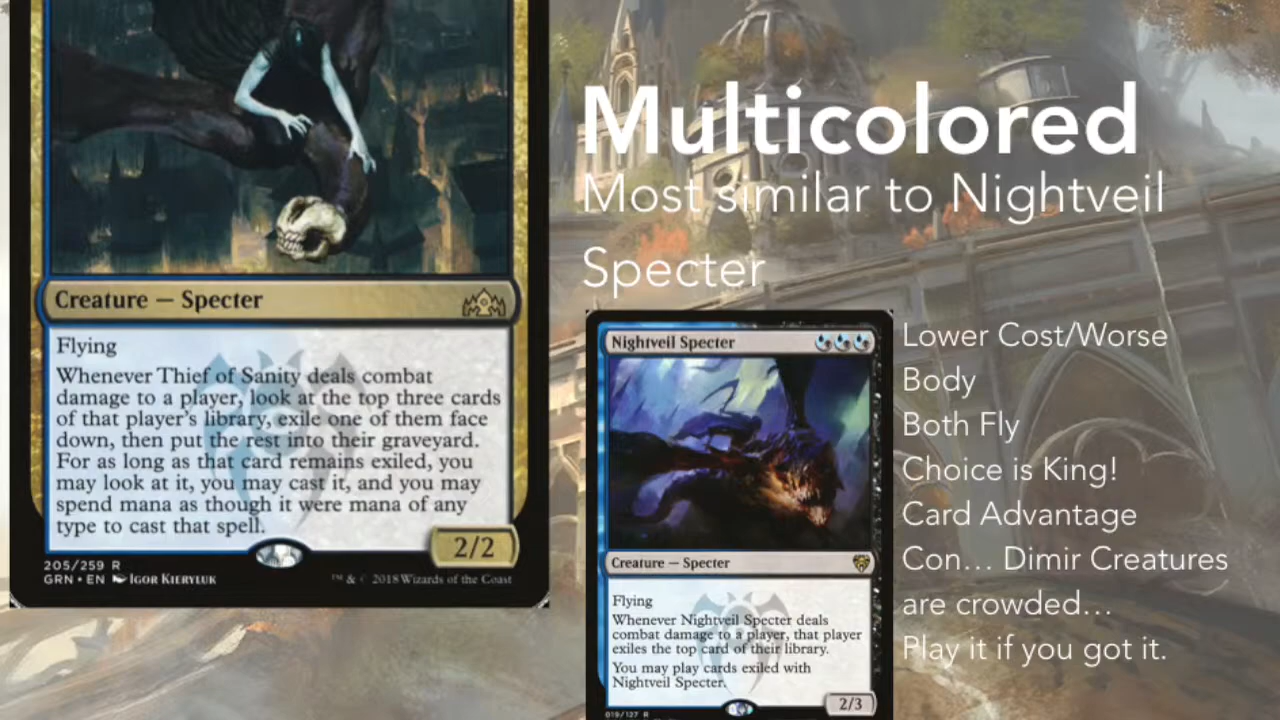 Creature — Specter
Flying
Whenever Thief of Sanity deals combat
damage to a player, look at the top three cards
of that player's library, exile one of them face
down, then put the rest into their graveyard.
For as long as that card remains exiled, you
may look at it, you may cast it, and you may
spend mana as though it were mana of any
type to cast that spell.
2/2
205/259 R
GRN • EN Igor Kieryluk
™ & © 2018 Wizards of the Coast
Multicolored
Most similar to Nightveil
Specter
Nightveil Specter
Creature — Specter
Flying
Whenever Nightveil Specter deals
combat damage to a player, that player
exiles the top card of their library.
You may play cards exiled with
Nightveil Specter.
2/3
019/127 R
Lower Cost/Worse
Body
Both Fly
Choice is King!
Card Advantage
Con... Dimir Creatures
are crowded...
Play it if you got it.